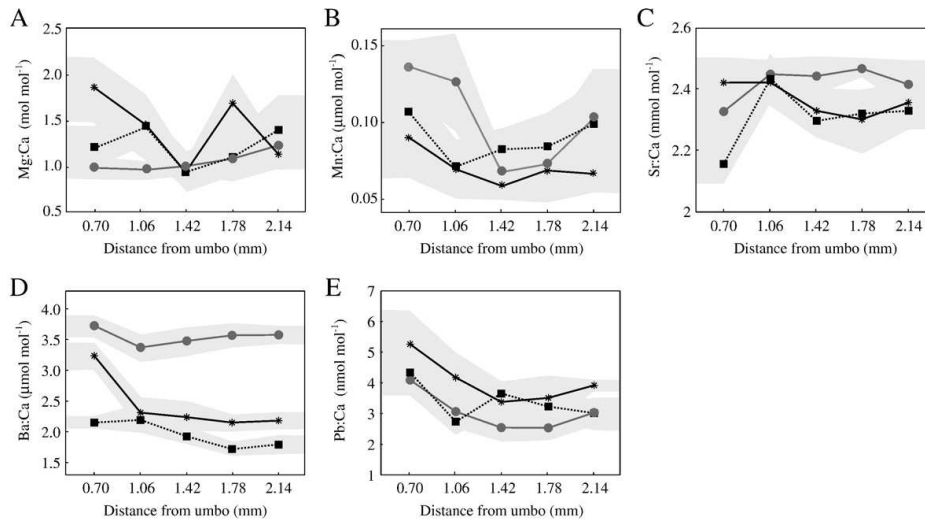 A
Mg:Ca (mol mol⁻¹)
2.5
2.0
1.5
1.0
0.5
0.70 1.06 1.42 1.78 2.14
Distance from umbo (mm)
B
Mn:Ca (μmol mol⁻¹)
0.15
0.10
0.05
0.70 1.06 1.42 1.78 2.14
Distance from umbo (mm)
C
Sr:Ca (mmol mol⁻¹)
2.6
2.4
2.2
2
0.70 1.06 1.42 1.78 2.14
Distance from umbo (mm)
D
Ba:Ca (μmol mol⁻¹)
4.0
3.5
3.0
2.5
2.0
1.5
0.70 1.06 1.42 1.78 2.14
Distance from umbo (mm)
E
Pb:Ca (nmol mol⁻¹)
7
6
5
4
3
2
1
0.70 1.06 1.42 1.78 2.14
Distance from umbo (mm)